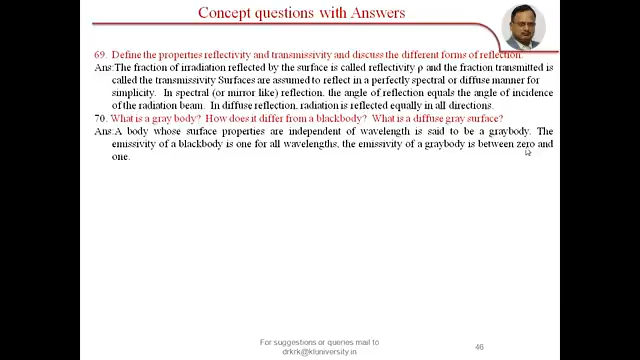 Concept questions with Answers
69. Define the properties reflectivity and transmissivity and discuss the different forms of reflection.
Ans:The fraction of irradiation reflected by the surface is called reflectivity ρ and the fraction transmitted is
called the transmissivity Surfaces are assumed to reflect in a perfectly spectral or diffuse manner for
simplicity. In spectral (or mirror like) reflection, the angle of reflection equals the angle of incidence
of the radiation beam. In diffuse reflection, radiation is reflected equally in all directions.
70. What is a gray body? How does it differ from a blackbody? What is a diffuse gray surface?
Ans:A body whose surface properties are independent of wavelength is said to be a graybody. The
emissivity of a blackbody is one for all wavelengths, the emissivity of a graybody is between zero and
one.
For suggestions or queries mail to
drkrk@ktuniversity.in
46